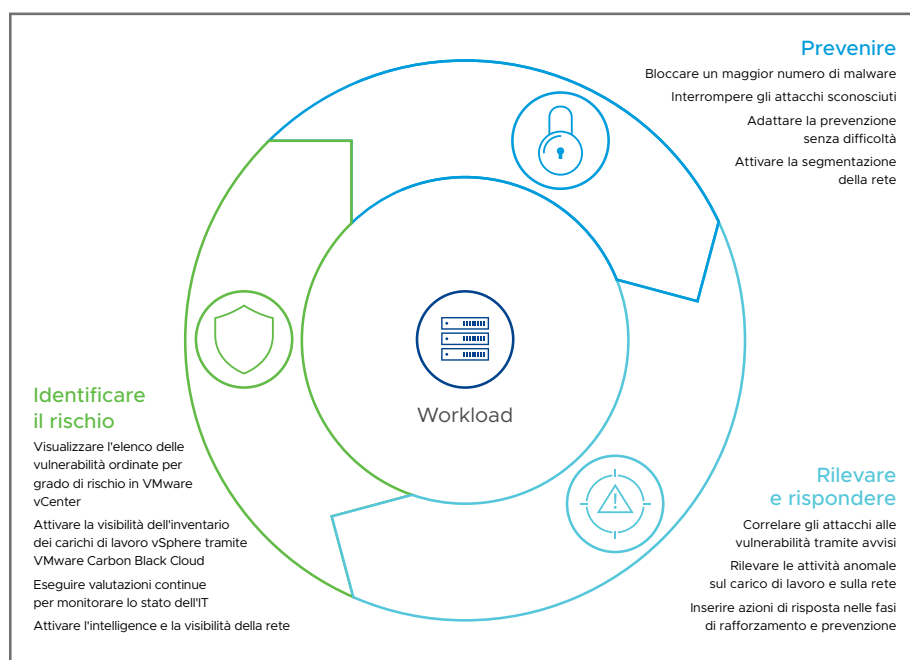 Prevenire
Bloccare un maggior numero di malware
Interrompere gli attacchi sconosciuti
Adattare la prevenzione
senza difficoltà
Attivare la segmentazione
della rete
Workload
Identificare
il rischio
Visualizzare l'elenco delle
vulnerabilità ordinate per
grado di rischio in VMware
vCenter
Attivare la visibilità dell'inventario
dei carichi di lavoro vSphere tramite
VMware Carbon Black Cloud
Eseguire valutazioni continue
per monitorare lo stato dell'IT
Attivare l'intelligence e la visibilità della rete
Rilevare
e rispondere
Correlare gli attacchi alle
vulnerabilità tramite avvisi
Rilevare le attività anomale
sul carico di lavoro e sulla rete
Inserire azioni di risposta nelle fasi
di rafforzamento e prevenzione